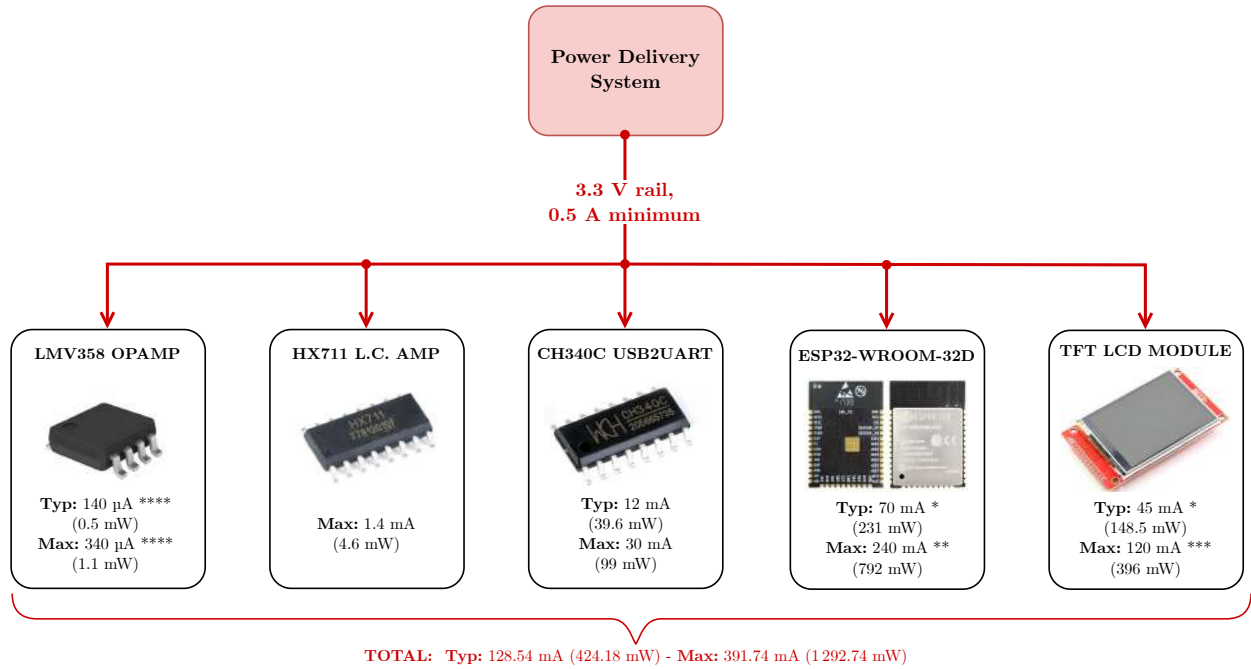 Power Delivery
System
3.3 V rail,
0.5 A minimum
LMV358 OPAMP
Typ: 140 µA ****
(0.5 mW)
Max: 340 µA ****
(1.1 mW)
HX711 L.C. AMP
HX711
Max: 1.4 mA
(4.6 mW)
CH340C USB2UART
WCH CH340C
Typ: 12 mA
(39.6 mW)
Max: 30 mA
(99 mW)
ESP32-WROOM-32D
Typ: 70 mA *
(231 mW)
Max: 240 mA **
(792 mW)
TFT LCD MODULE
Typ: 45 mA *
(148.5 mW)
Max: 120 mA ***
(396 mW)
TOTAL: Typ: 128.54 mA (424.18 mW) - Max: 391.74 mA (1 292.74 mW)